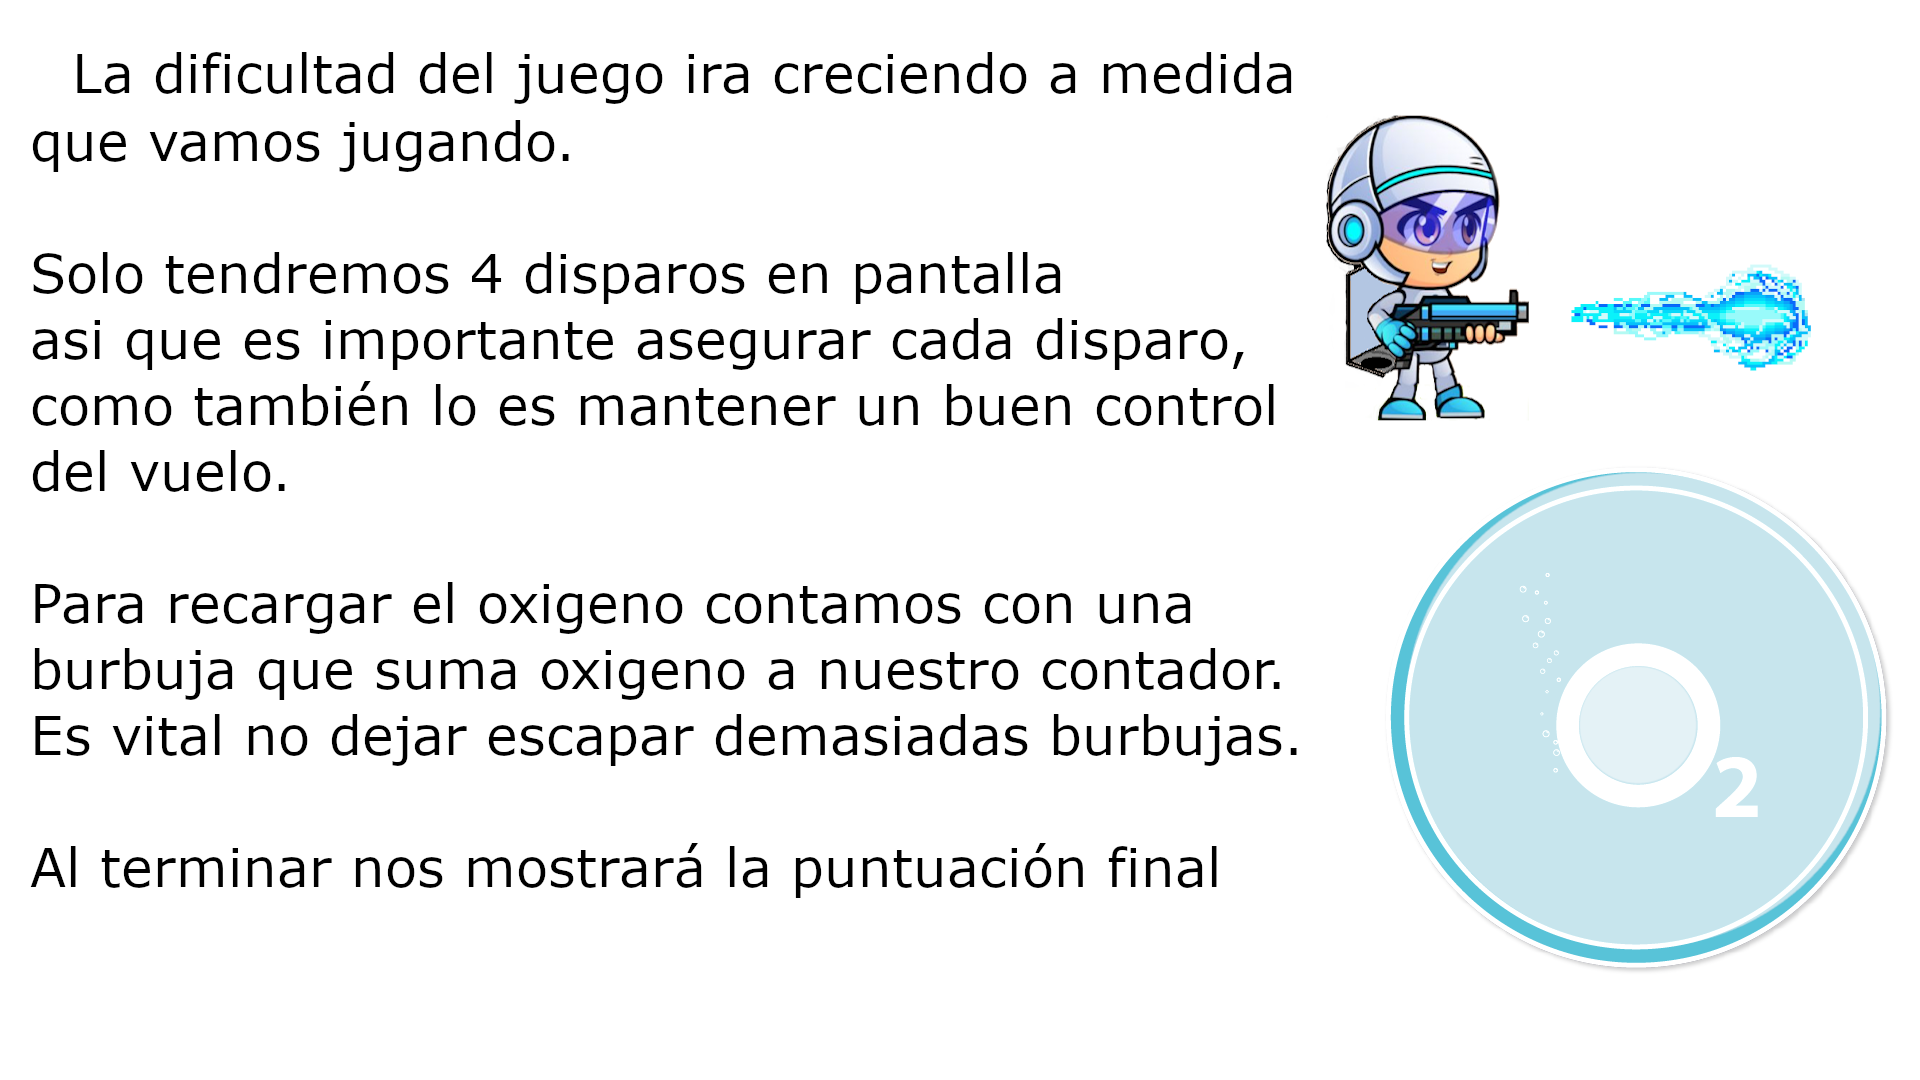 La dificultad del juego ira creciendo a medida
que vamos jugando.
Solo tendremos 4 disparos en pantalla
asi que es importante asegurar cada disparo,
como también lo es mantener un buen control
del vuelo.
Para recargar el oxigeno contamos con una
burbuja que suma oxigeno a nuestro contador.
Es vital no dejar escapar demasiadas burbujas.
Al terminar nos mostrará la puntuación final
O2